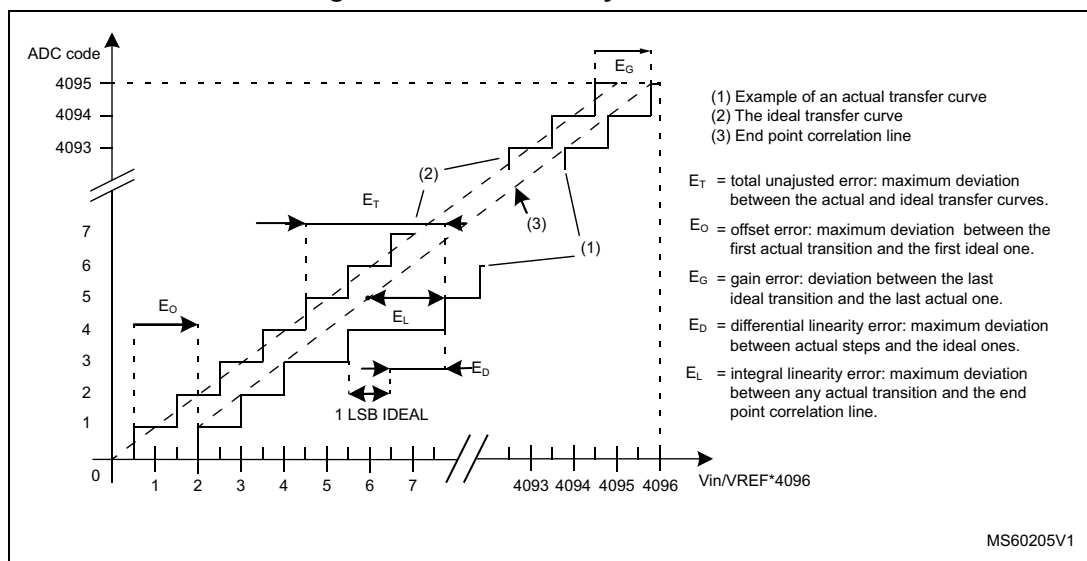 ADC code
4095
4094
4093
7
6
5
4
3
2
1
0
EG
(2)
ET
(3)
(1)
EO
EL
ED
1 LSB IDEAL
1 2 3 4 5 6 7 4093 4094 4095 4096
Vin/VREF*4096
(1) Example of an actual transfer curve
(2) The ideal transfer curve
(3) End point correlation line
ET = total unajusted error: maximum deviation
between the actual and ideal transfer curves.
EO = offset error: maximum deviation between the
first actual transition and the first ideal one.
EG = gain error: deviation between the last
ideal transition and the last actual one.
ED = differential linearity error: maximum deviation
between actual steps and the ideal ones.
EL = integral linearity error: maximum deviation
between any actual transition and the end
point correlation line.
MS60205V1